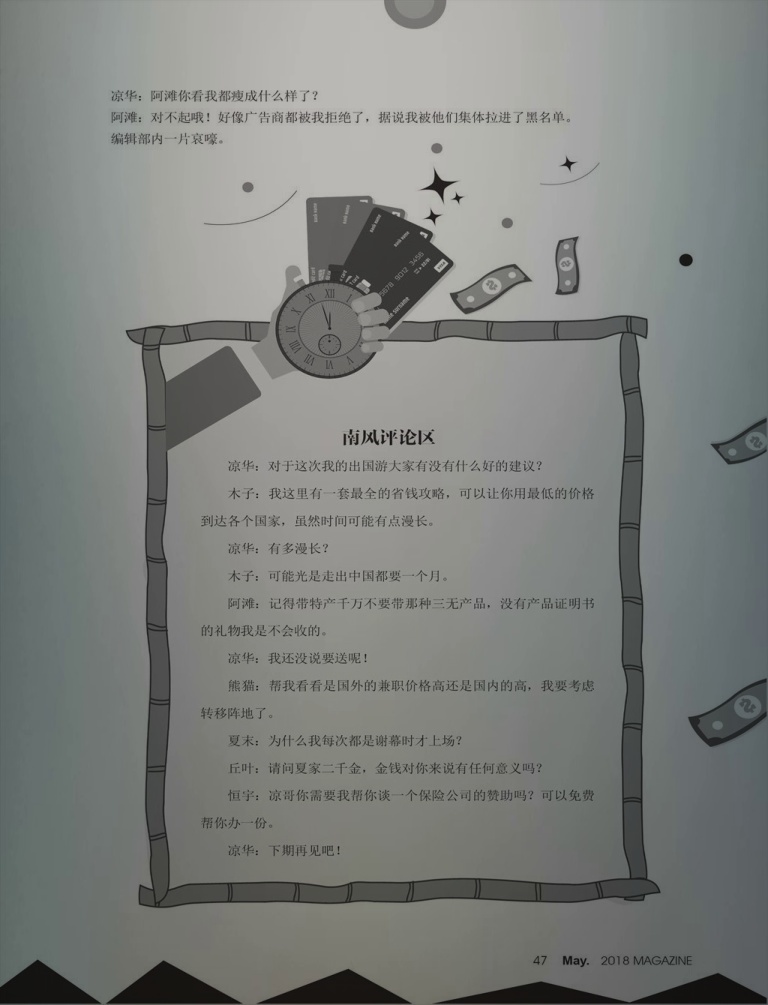 凉华：阿滩你看我都瘦成什么样了？
阿滩：对不起哦！好像广告商都被我拒绝了，据说我被他们集体拉进了黑名单。
编辑部内一片哀嚎。
5678 9012 3456
南风评论区
凉华：对于这次我的出国游大家有没有什么好的建议？
木子：我这里有一套最全的省钱攻略，可以让你用最低的价格
到达各个国家，虽然时间可能有点漫长。
凉华：有多漫长？
木子：可能光是走出中国都要一个月。
阿滩：记得带特产千万不要带那种三无产品，没有产品证明书
的礼物我是不会收的。
凉华：我还没说要送呢！
熊猫：帮我看看是国外的兼职价格高还是国内的高，我要考虑
转移阵地了。
夏末：为什么我每次都是谢幕时才上场？
丘叶：请问夏家二千金，金钱对你来说有任何意义吗？
恒宇：凉哥你需要我帮你谈一个保险公司的赞助吗？可以免费
帮你办一份。
凉华：下期再见吧！
47 May. 2018 MAGAZINE